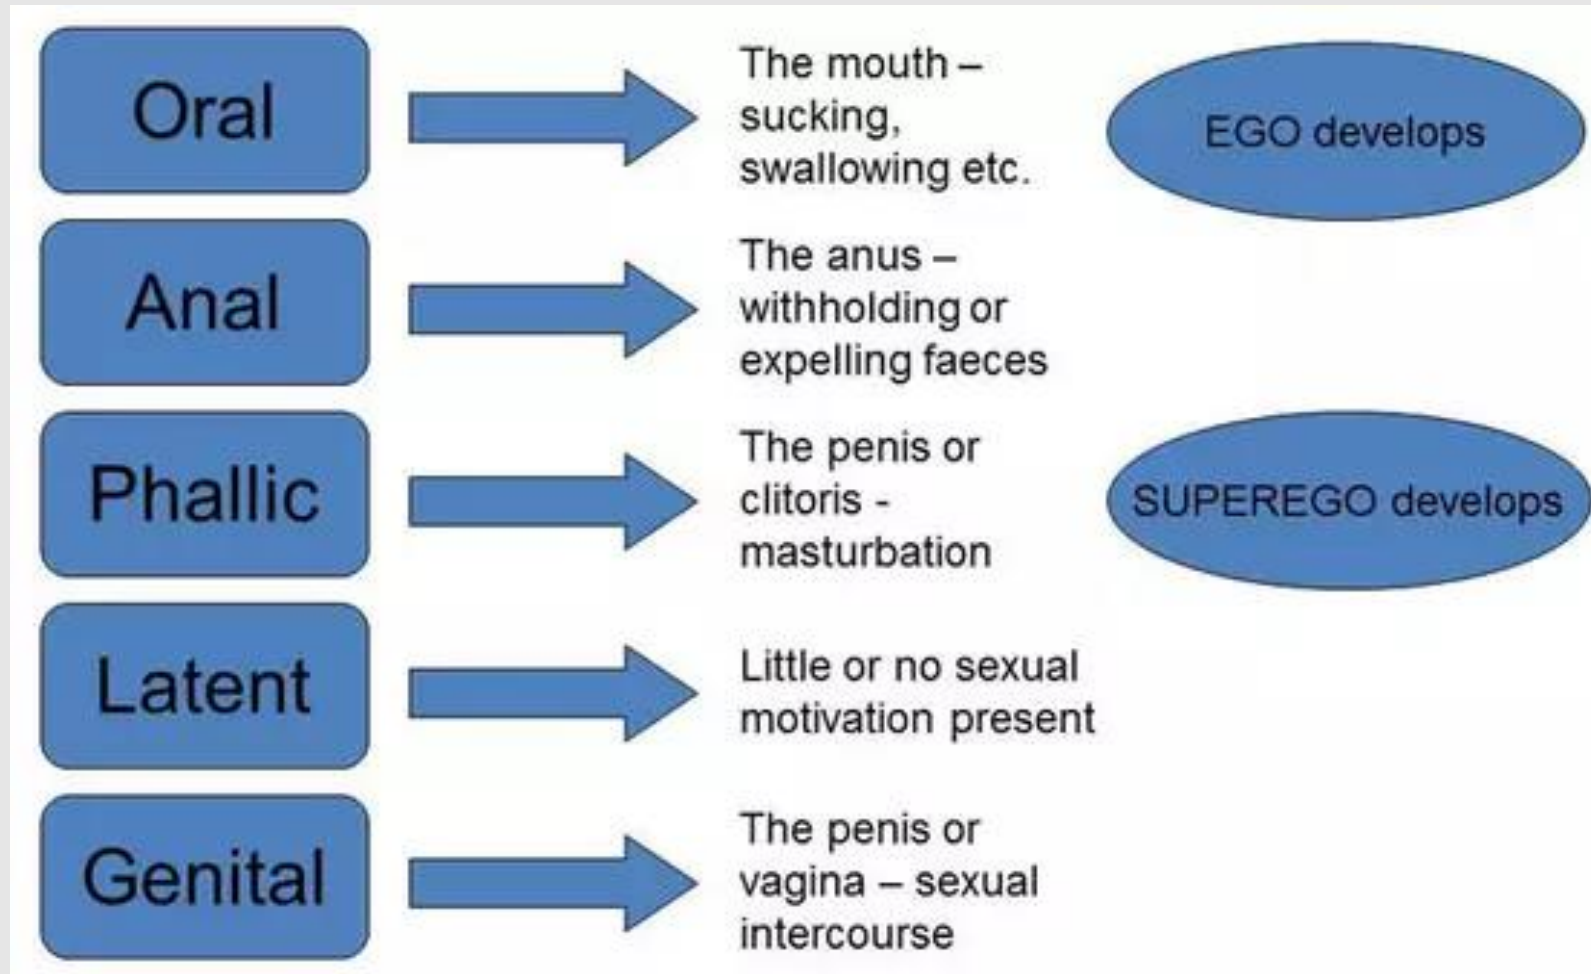 Oral
The mouth –
sucking,
swallowing etc.
EGO develops
Anal
The anus –
withholding or
expelling faeces
Phallic
The penis or
clitoris -
masturbation
SUPEREGO develops
Latent
Little or no sexual
motivation present
Genital
The penis or
vagina – sexual
intercourse